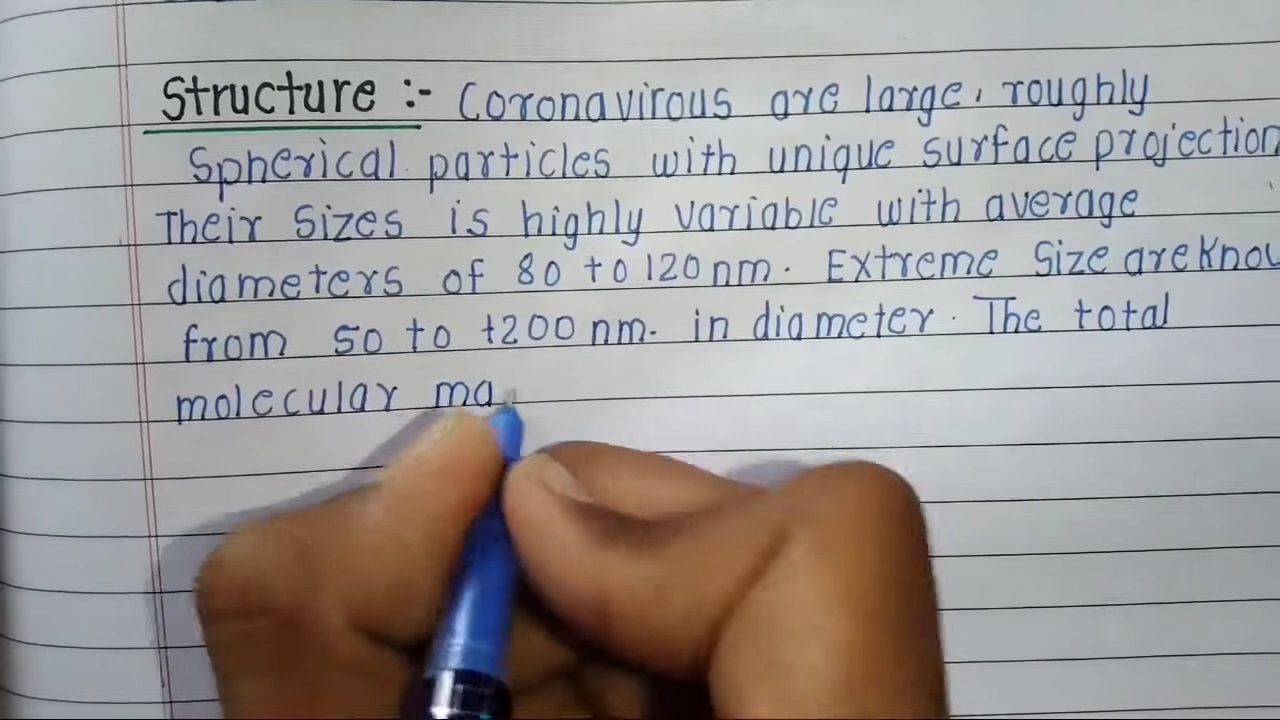 Structure :- Coronavirous are large, roughly
Spherical particles with unique surface projection
Their Sizes is highly variable with average
diameters of 80 to 120 nm. Extreme Size are Know
from 50 to t200 nm. in diameter. The total
molecular ma